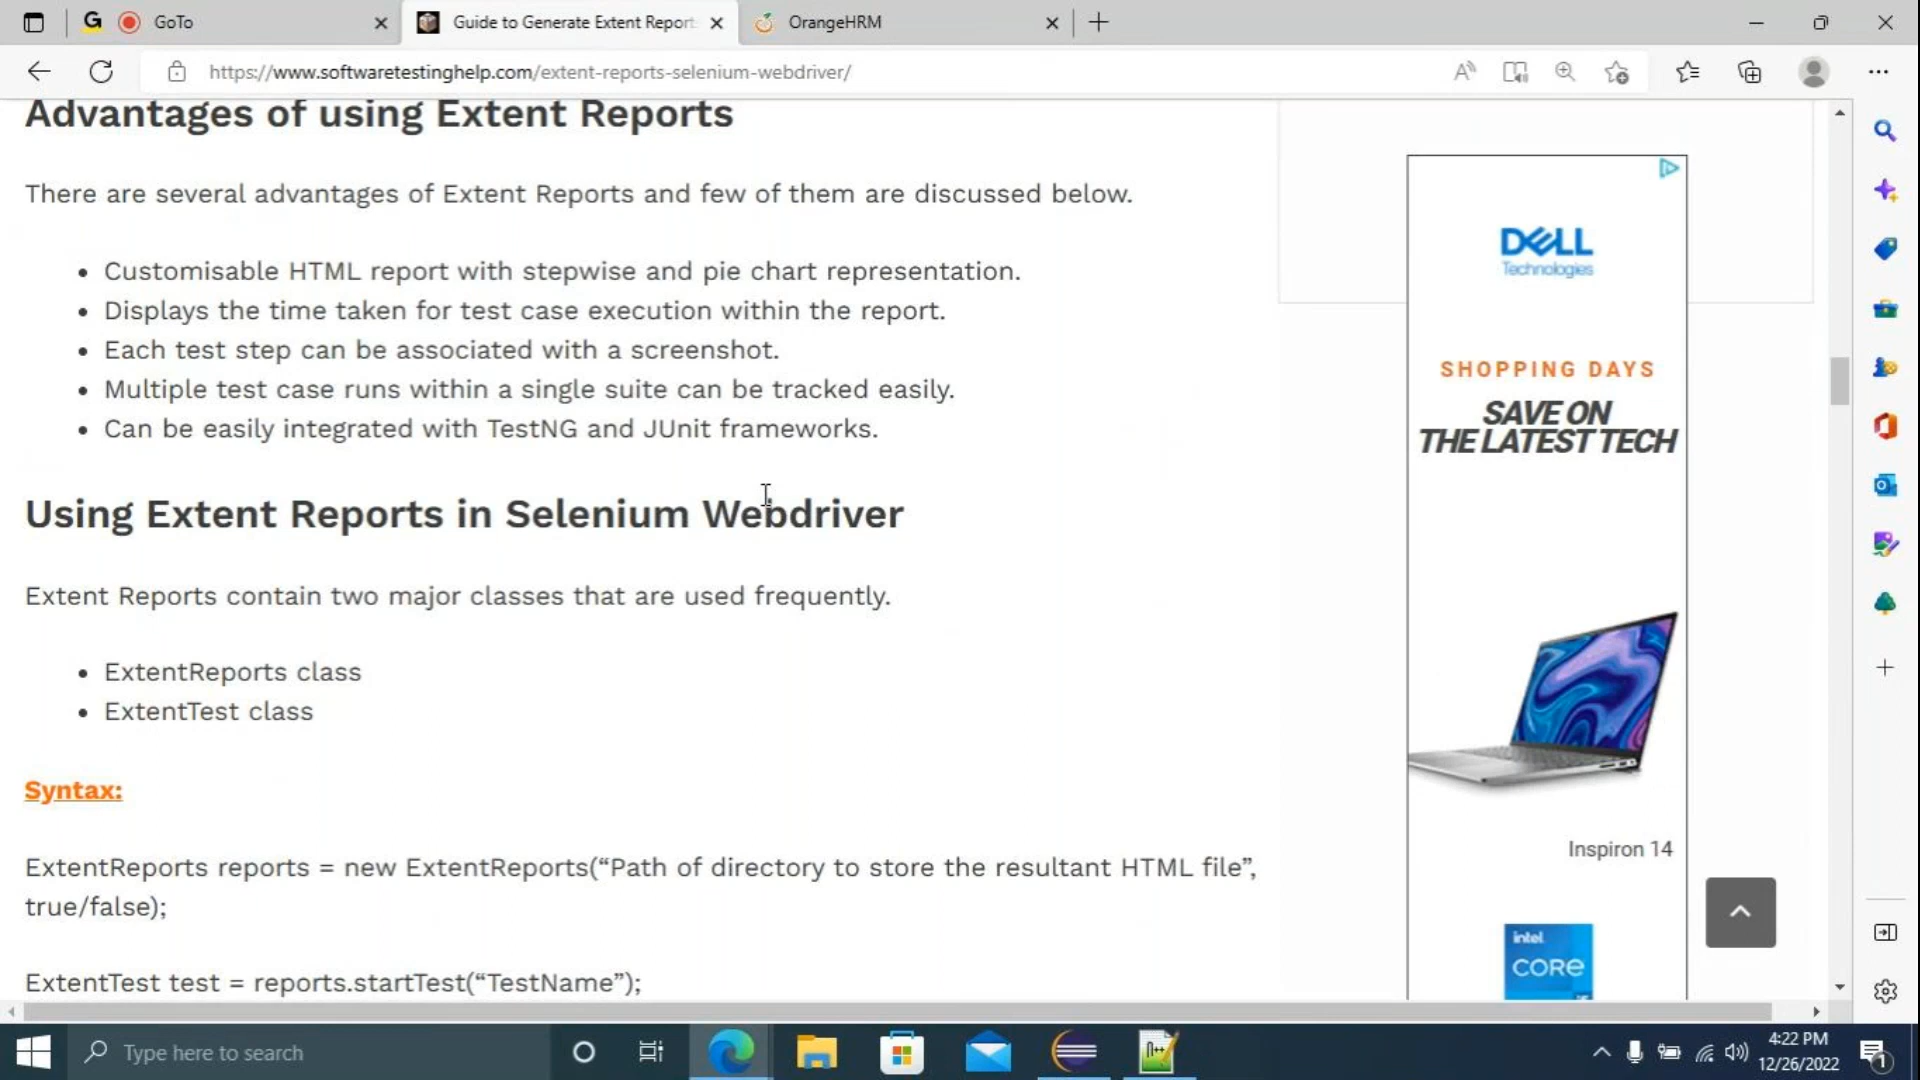 GoTo
Guide to Generate Extent Report
OrangeHRM
https://www.softwaretestinghelp.com/extent-reports-selenium-webdriver/
Advantages of using Extent Reports
There are several advantages of Extent Reports and few of them are discussed below.
• Customisable HTML report with stepwise and pie chart representation.
• Displays the time taken for test case execution within the report.
• Each test step can be associated with a screenshot.
• Multiple test case runs within a single suite can be tracked easily.
• Can be easily integrated with TestNG and JUnit frameworks.
Using Extent Reports in Selenium Webdriver
Extent Reports contain two major classes that are used frequently.
• ExtentReports class
• ExtentTest class
Syntax:
ExtentReports reports = new ExtentReports(“Path of directory to store the resultant HTML file”,
true/false);
ExtentTest test = reports.startTest(“TestName”);
DELL
Technologies
SHOPPING DAYS
SAVE ON
THE LATEST TECH
Inspiron 14
intel
CORE
Type here to search
4:22 PM
12/26/2022
1